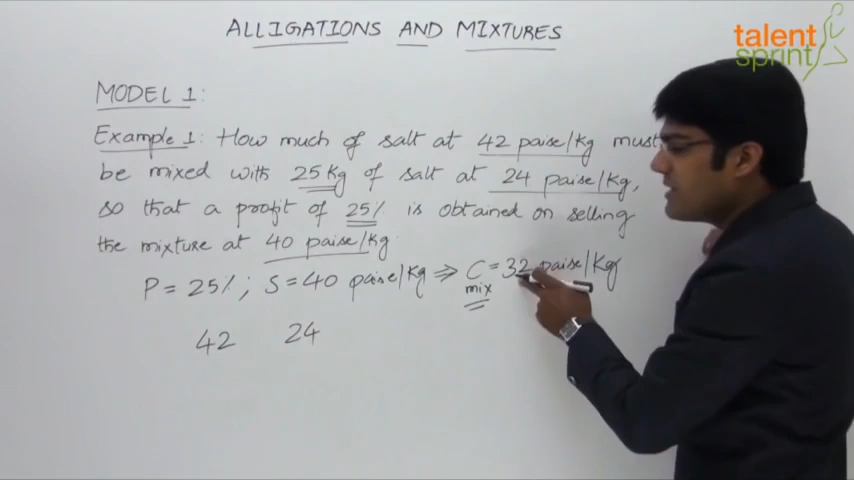 ALLIGATIONS AND MIXTURES
talent
sprint
MODEL 1:
Example 1: How much of salt at 42 paise/kg must
be mixed with 25 Kg of salt at 24 paise/kg,
so that a profit of 25% is obtained on selling
the mixture at 40 paise/kg.
P = 25% ; S = 40 paise/kg ⇒ C = 32 paise/Kg
mix
42 24